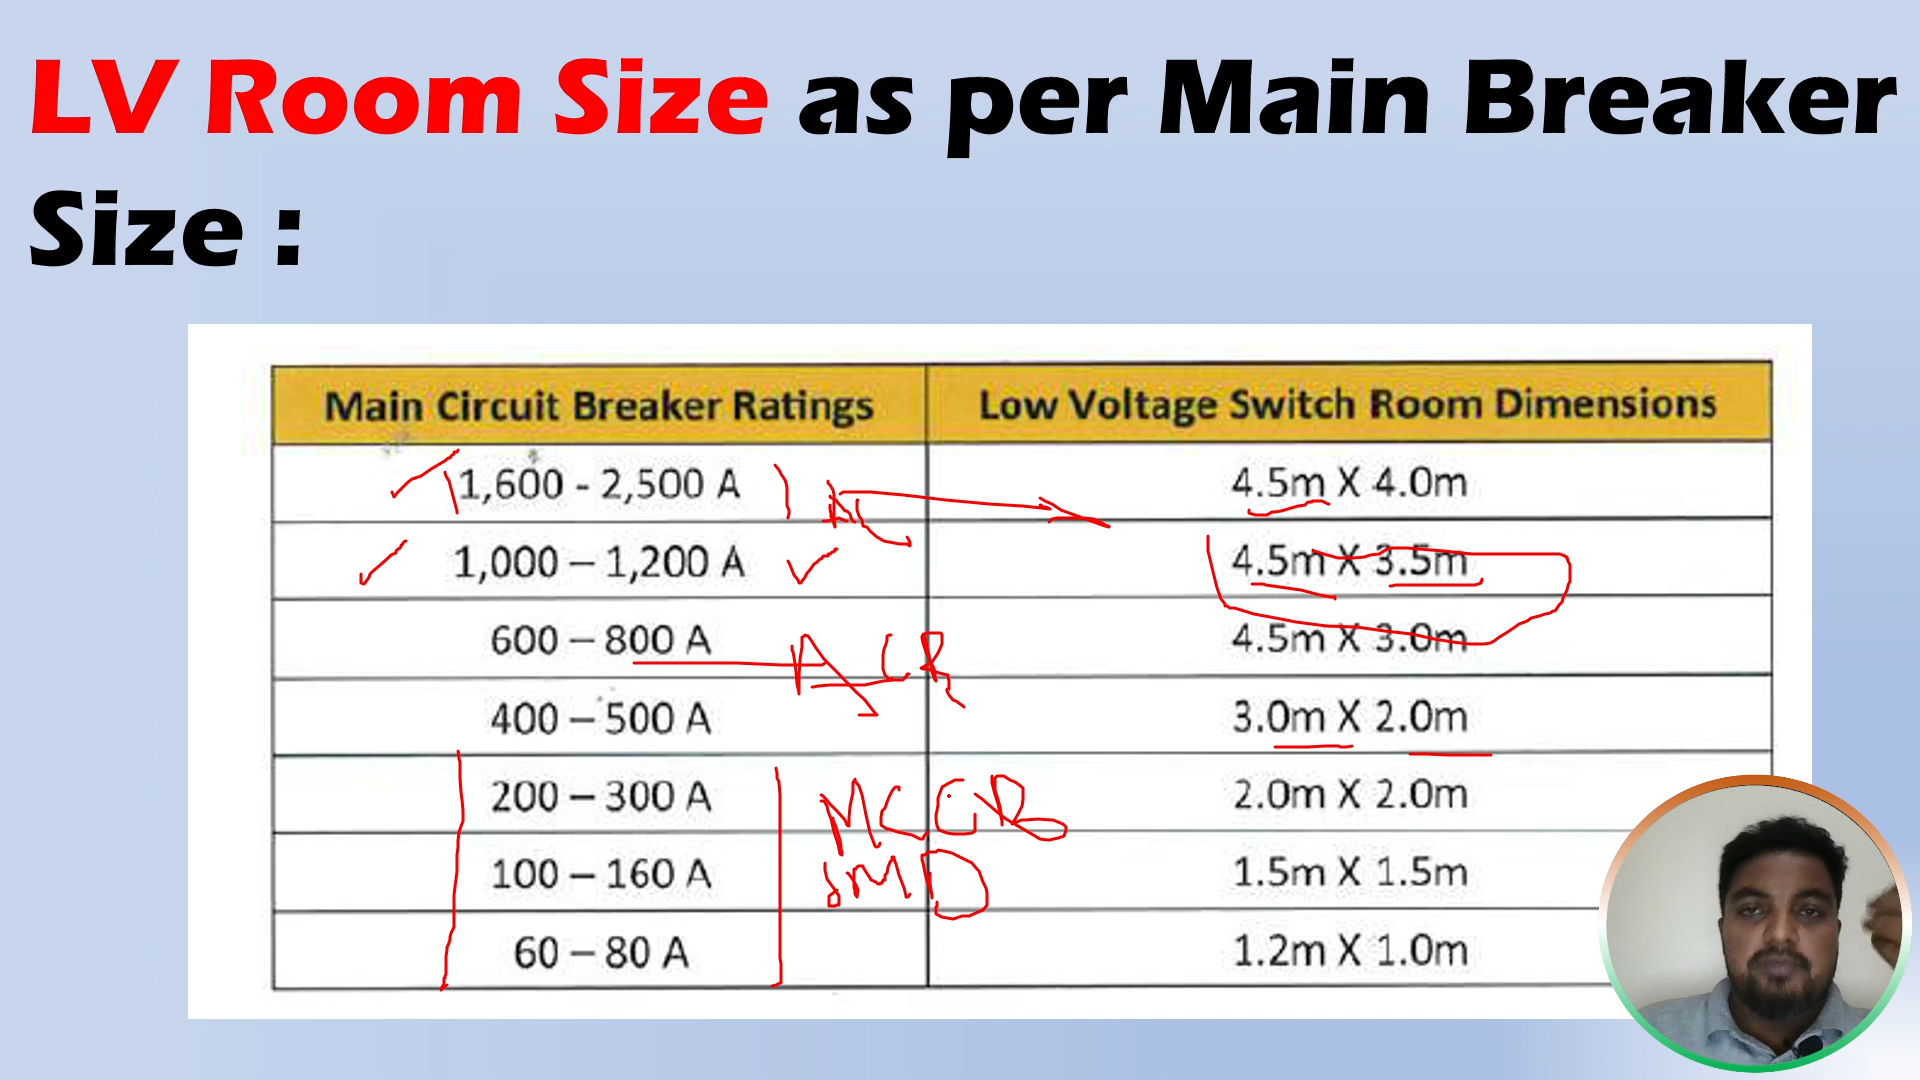 LV Room Size as per Main Breaker
Size :
Main Circuit Breaker Ratings Low Voltage Switch Room Dimensions
1,600 - 2,500 A 4.5m X 4.0m
1,000 – 1,200 A 4.5m X 3.5m
600 – 800 A 4.5m X 3.0m
400 – 500 A 3.0m X 2.0m
200 – 300 A 2.0m X 2.0m
MCCB
100 – 160 A 1.5m X 1.5m
60 – 80 A 1.2m X 1.0m